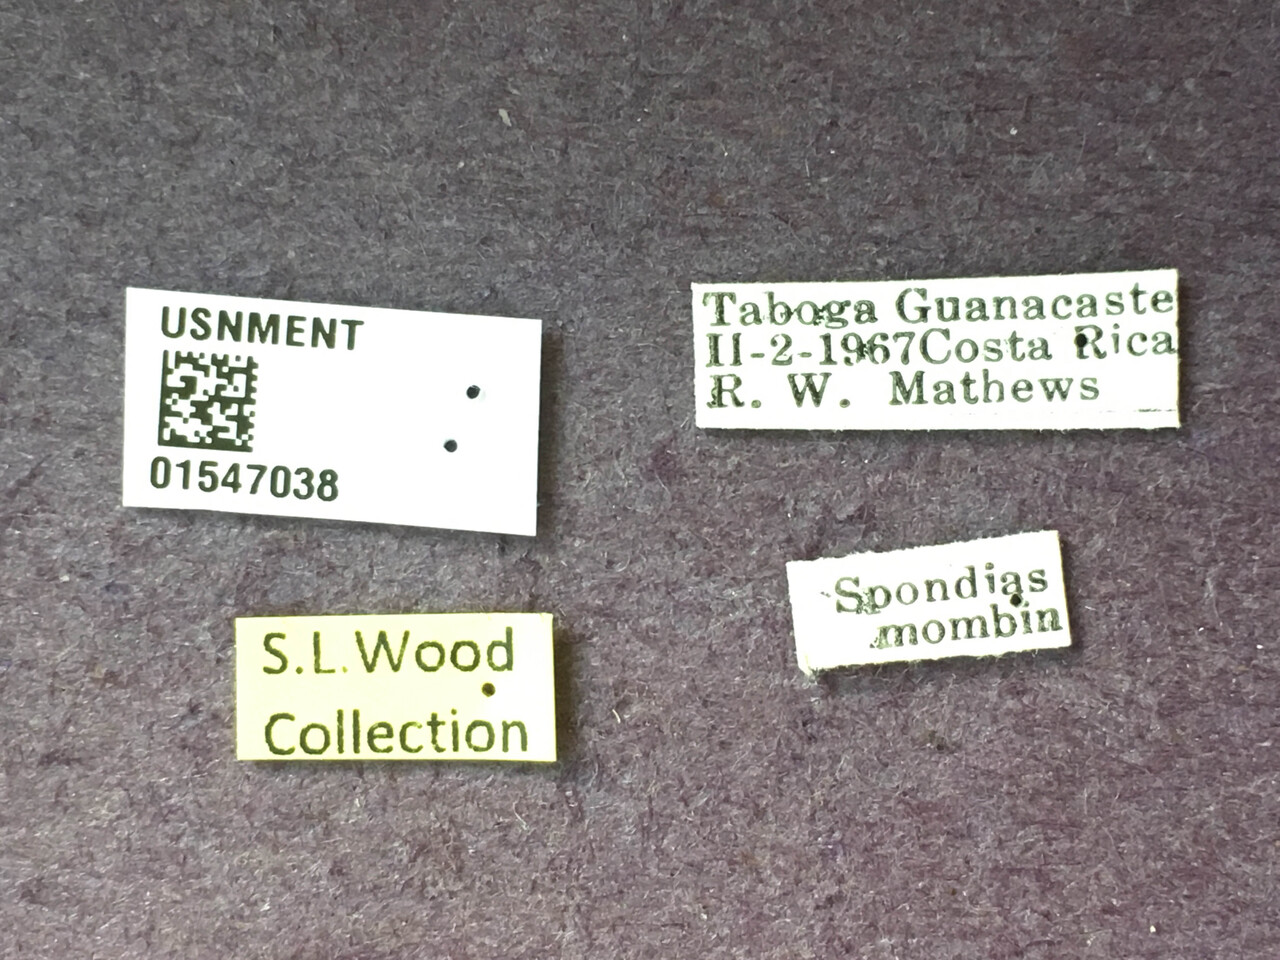 USNMENT
01547038
Taboga Guanacaste
II-2-1967Costa Rica
R. W. Mathews
Spondias
mombin
S.L.Wood
Collection